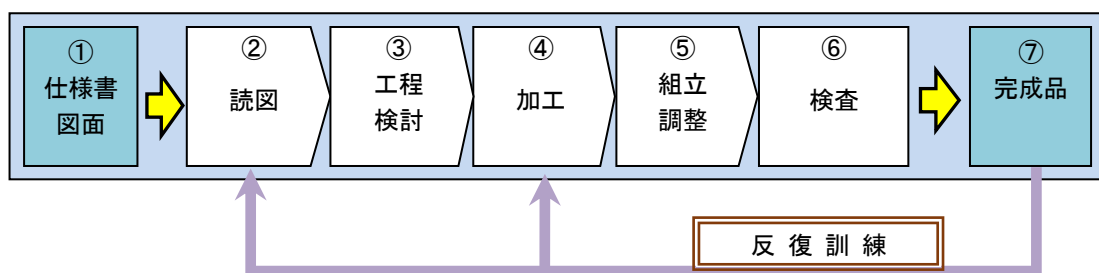 ①
仕様書
図面
②
読図
③
工程
検討
④
加工
⑤
組立
調整
⑥
検査
⑦
完成品
反復訓練